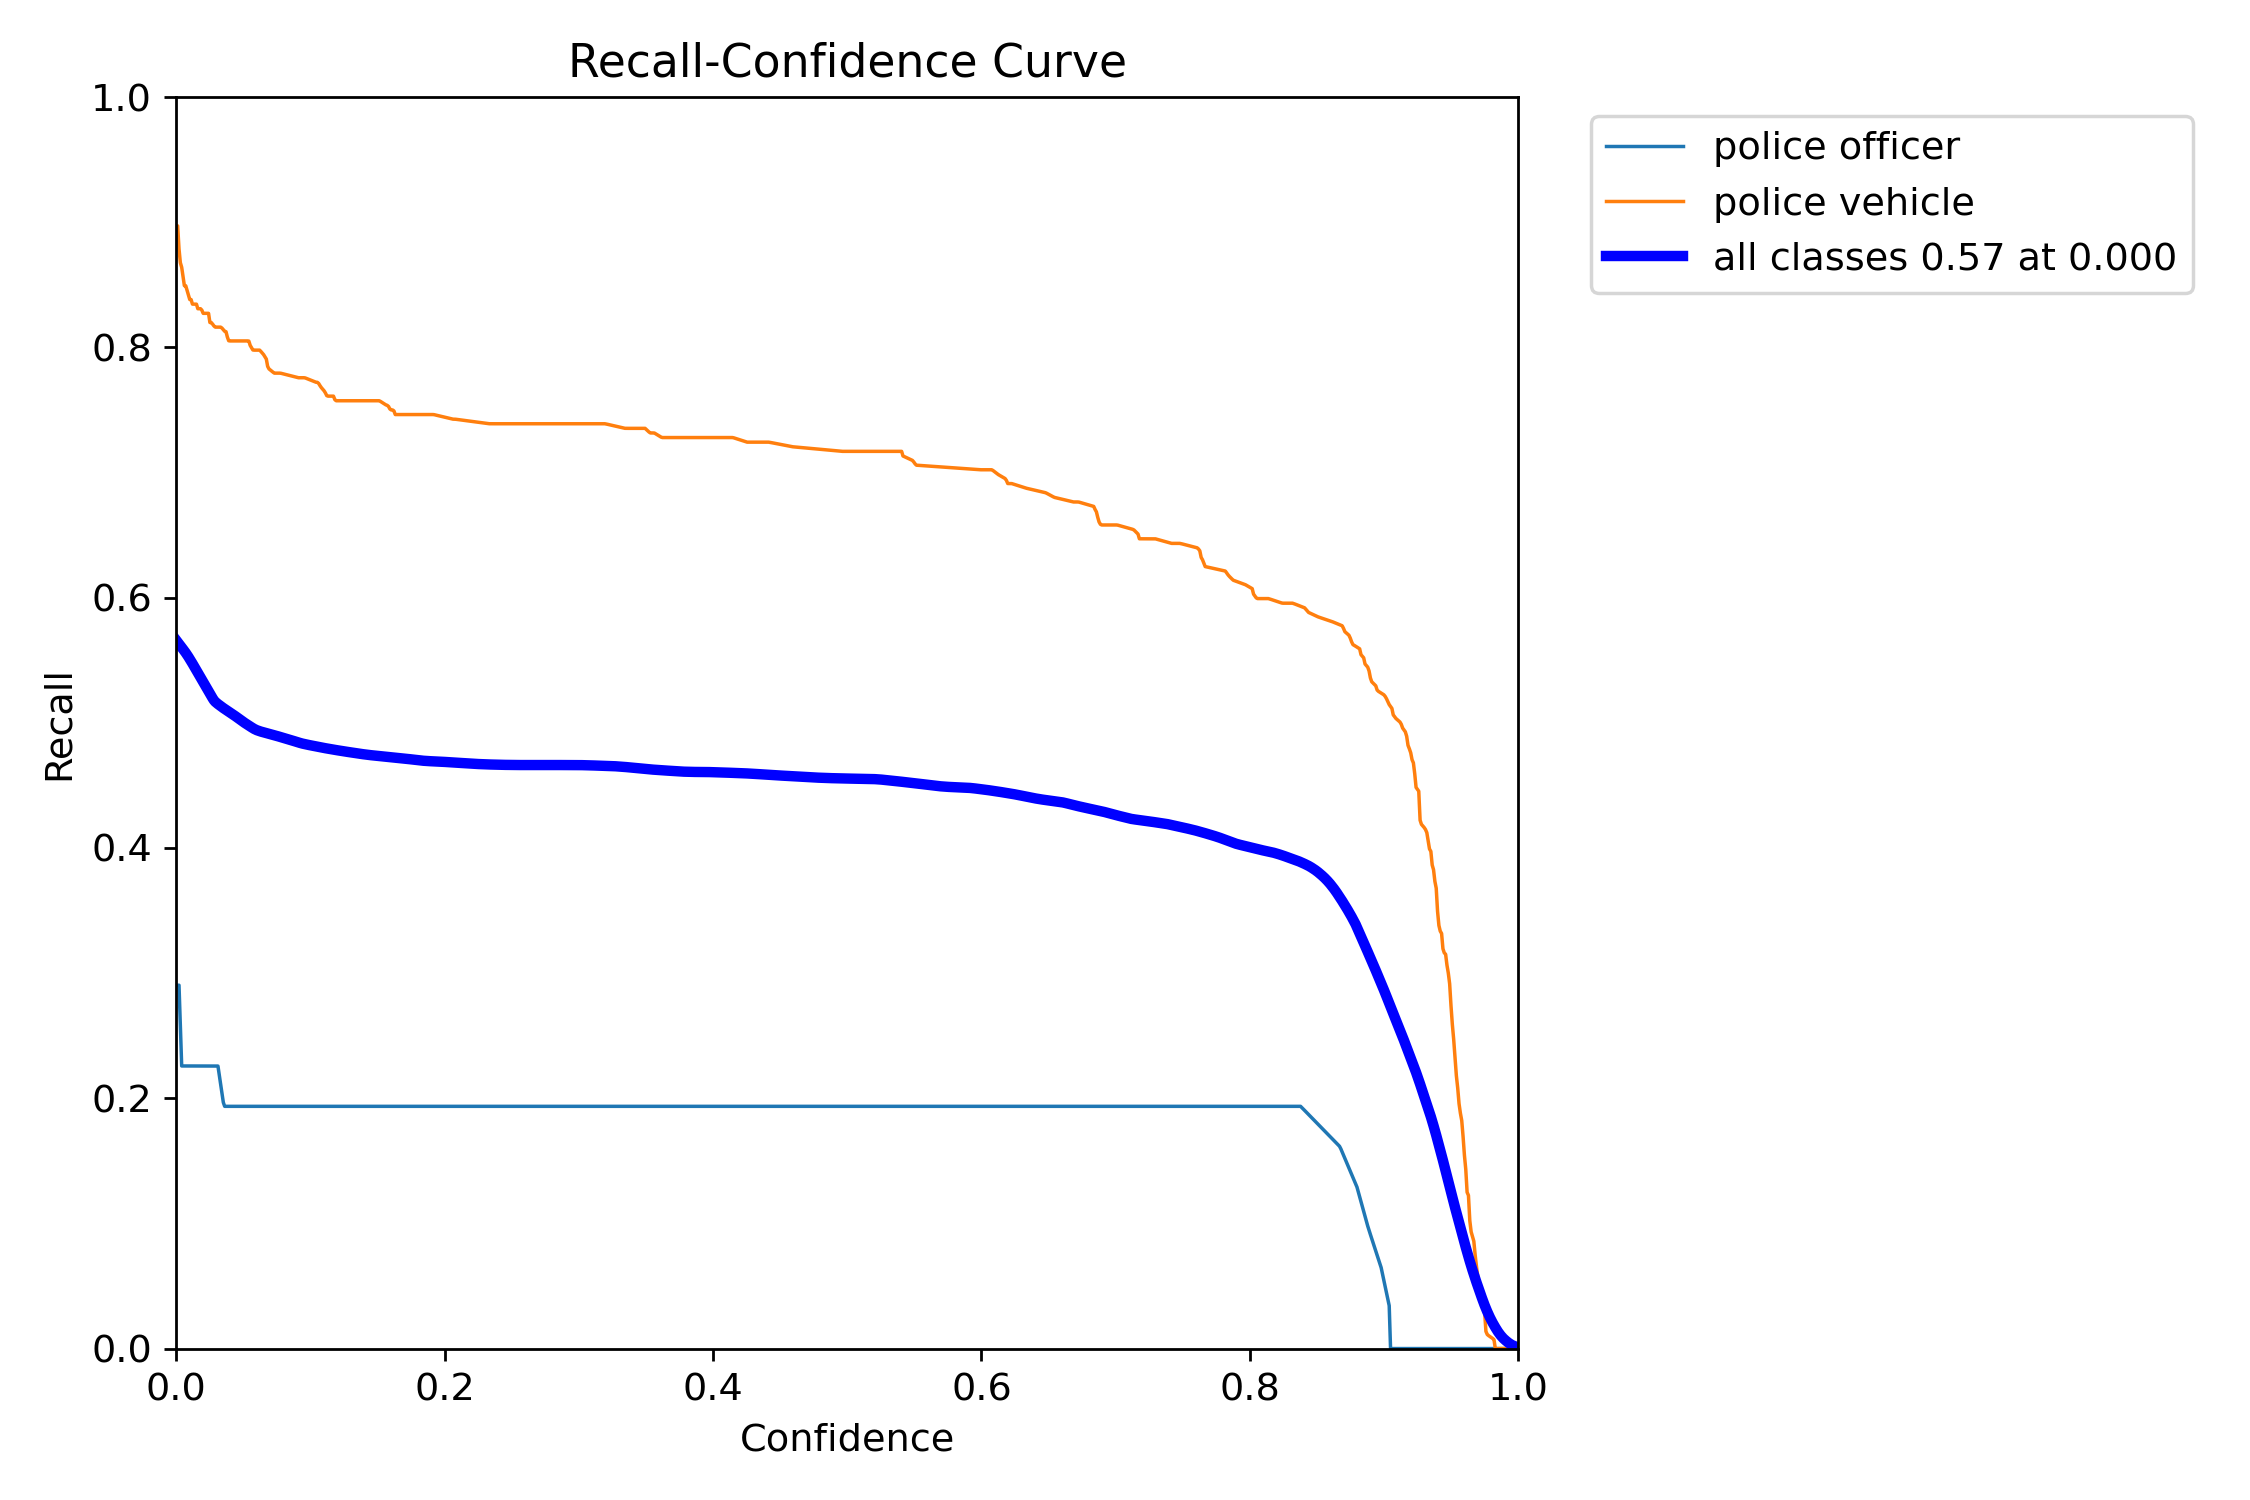 Recall-Confidence Curve
1.0
0.8
0.6
0.4
0.2
0.0
Recall
0.0 0.2 0.4 0.6 0.8 1.0
Confidence
police officer
police vehicle
all classes 0.57 at 0.000